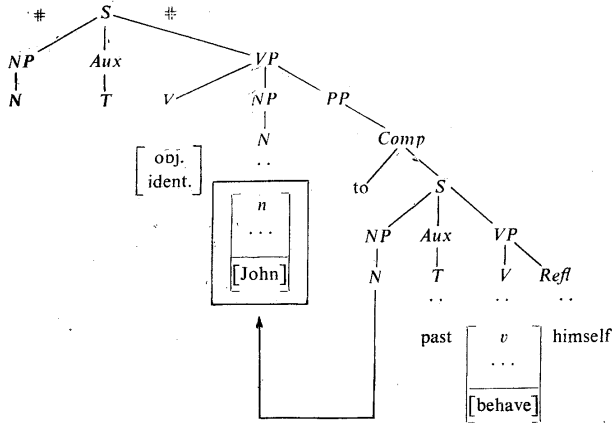 # S #
NP Aux VP
N T V NP PP
N Comp
. .
[obj. ident.]
to S
n
. . .
[John]
NP Aux VP
N T V Refl
. . . . . .
past v himself
. . .
[behave]